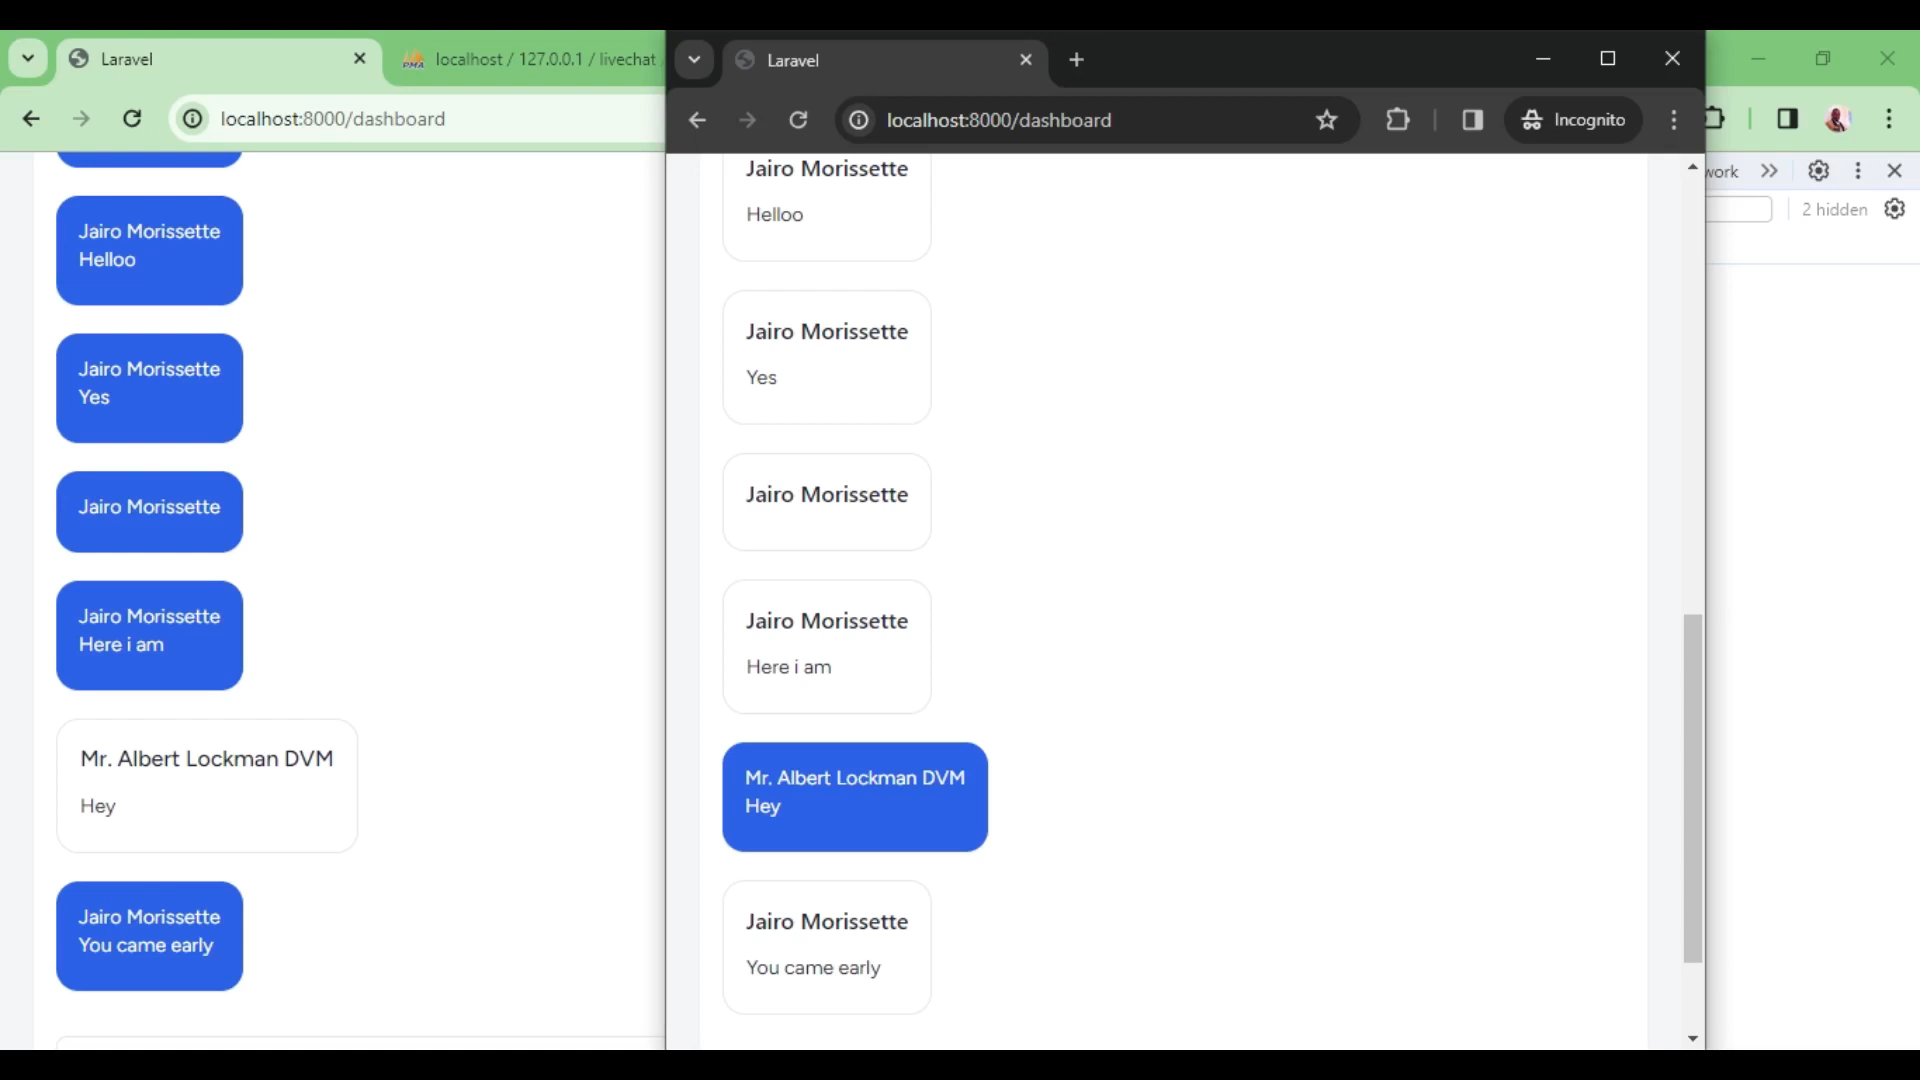 Laravel
localhost / 127.0.0.1 / livechat
localhost:8000/dashboard
Jairo Morissette
Helloo
Jairo Morissette
Yes
Jairo Morissette
Jairo Morissette
Here i am
Mr. Albert Lockman DVM
Hey
Jairo Morissette
You came early
Laravel
localhost:8000/dashboard
Incognito
Jairo Morissette
Helloo
Jairo Morissette
Yes
Jairo Morissette
Jairo Morissette
Here i am
Mr. Albert Lockman DVM
Hey
Jairo Morissette
You came early
work
2 hidden